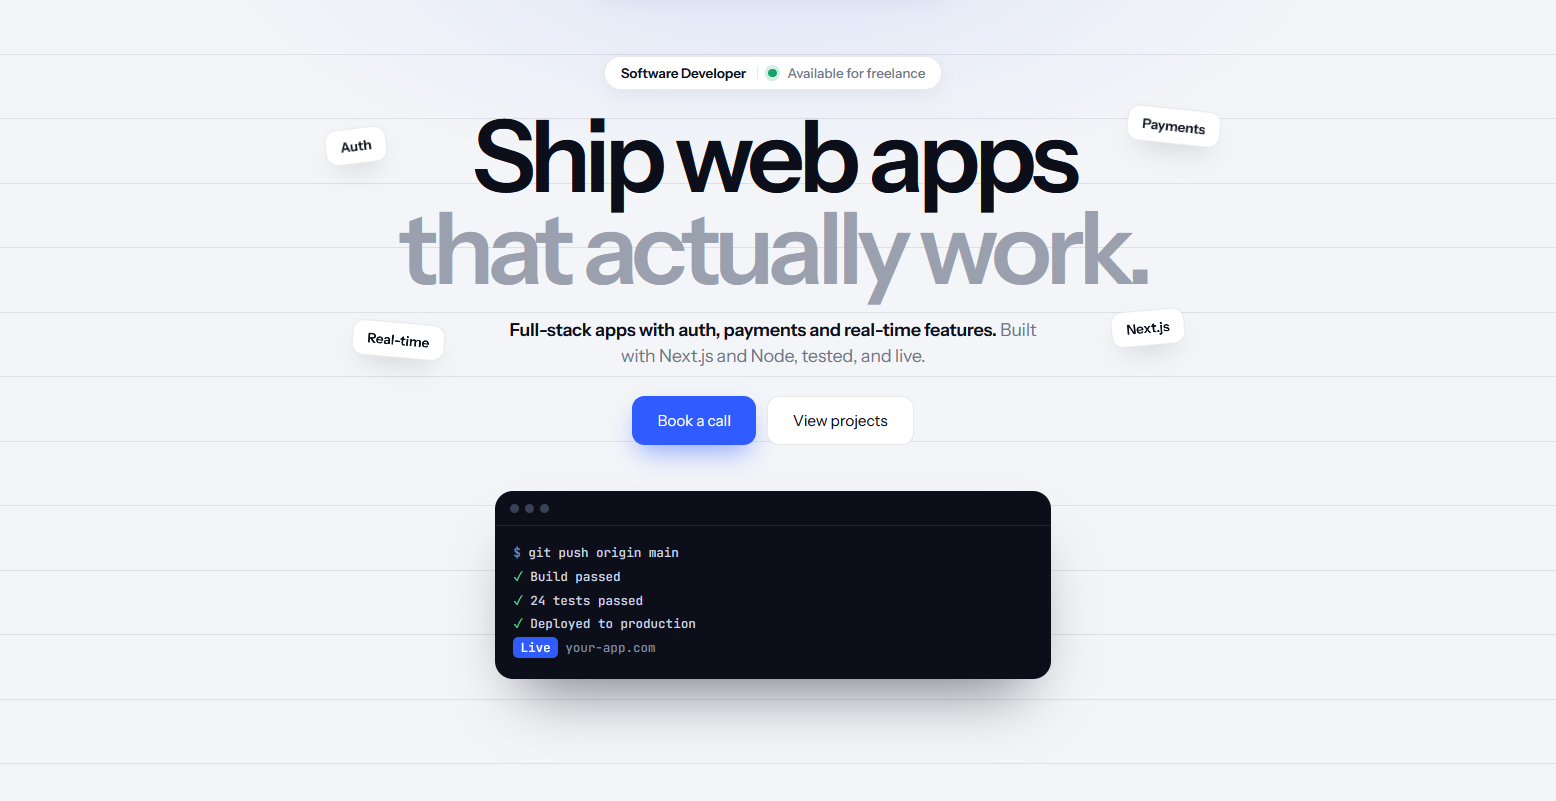 Software Developer Available for freelance
Auth
Payments
Ship web apps
that actually work.
Real-time
Next.js
Full-stack apps with auth, payments and real-time features. Built
with Next.js and Node, tested, and live.
Book a call
View projects
$ git push origin main
✓ Build passed
✓ 24 tests passed
✓ Deployed to production
Live your-app.com